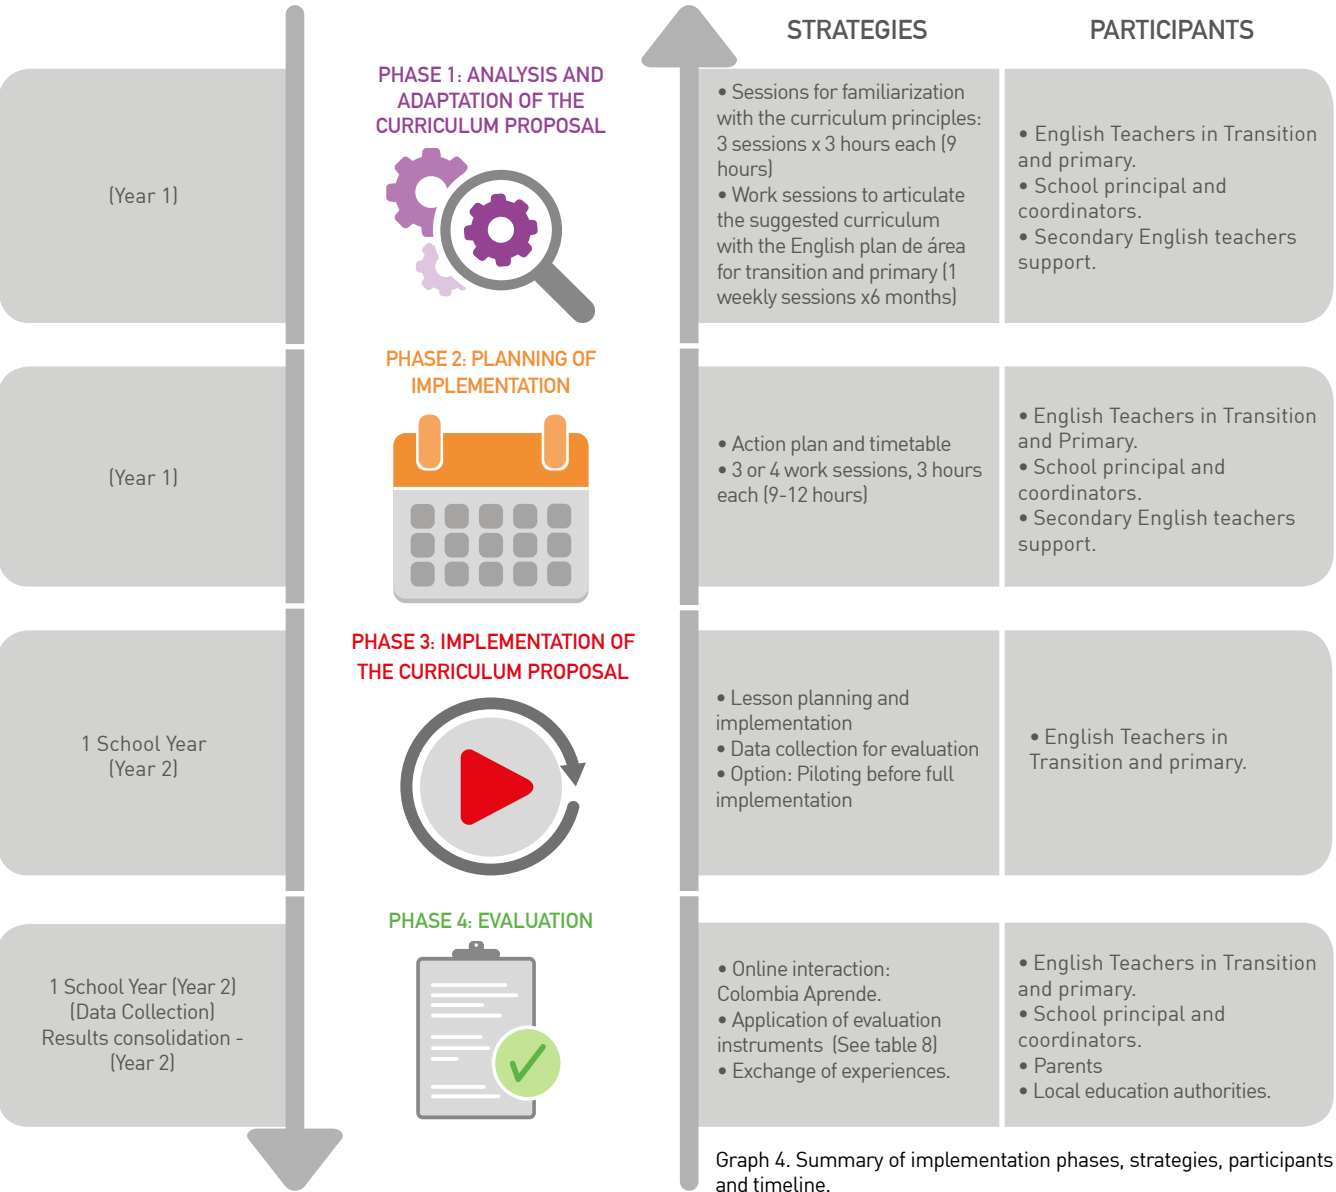 STRATEGIES
PARTICIPANTS
(Year 1)
PHASE 1: ANALYSIS AND
ADAPTATION OF THE
CURRICULUM PROPOSAL
• Sessions for familiarization
with the curriculum principles:
3 sessions x 3 hours each (9
hours)
• Work sessions to articulate
the suggested curriculum
with the English plan de área
for transition and primary (1
weekly sessions x6 months)
• English Teachers in Transition
and primary.
• School principal and
coordinators.
• Secondary English teachers
support.
(Year 1)
PHASE 2: PLANNING OF
IMPLEMENTATION
• Action plan and timetable
• 3 or 4 work sessions, 3 hours
each (9-12 hours)
• English Teachers in Transition
and Primary.
• School principal and
coordinators.
• Secondary English teachers
support.
1 School Year
(Year 2)
PHASE 3: IMPLEMENTATION OF
THE CURRICULUM PROPOSAL
• Lesson planning and
implementation
• Data collection for evaluation
• Option: Piloting before full
implementation
• English Teachers in
Transition and primary.
1 School Year (Year 2)
(Data Collection)
Results consolidation -
(Year 2)
PHASE 4: EVALUATION
• Online interaction:
Colombia Aprende.
• Application of evaluation
instruments  (See table 8)
• Exchange of experiences.
• English Teachers in Transition
and primary.
• School principal and
coordinators.
• Parents
• Local education authorities.
Graph 4. Summary of implementation phases, strategies, participants
and timeline.